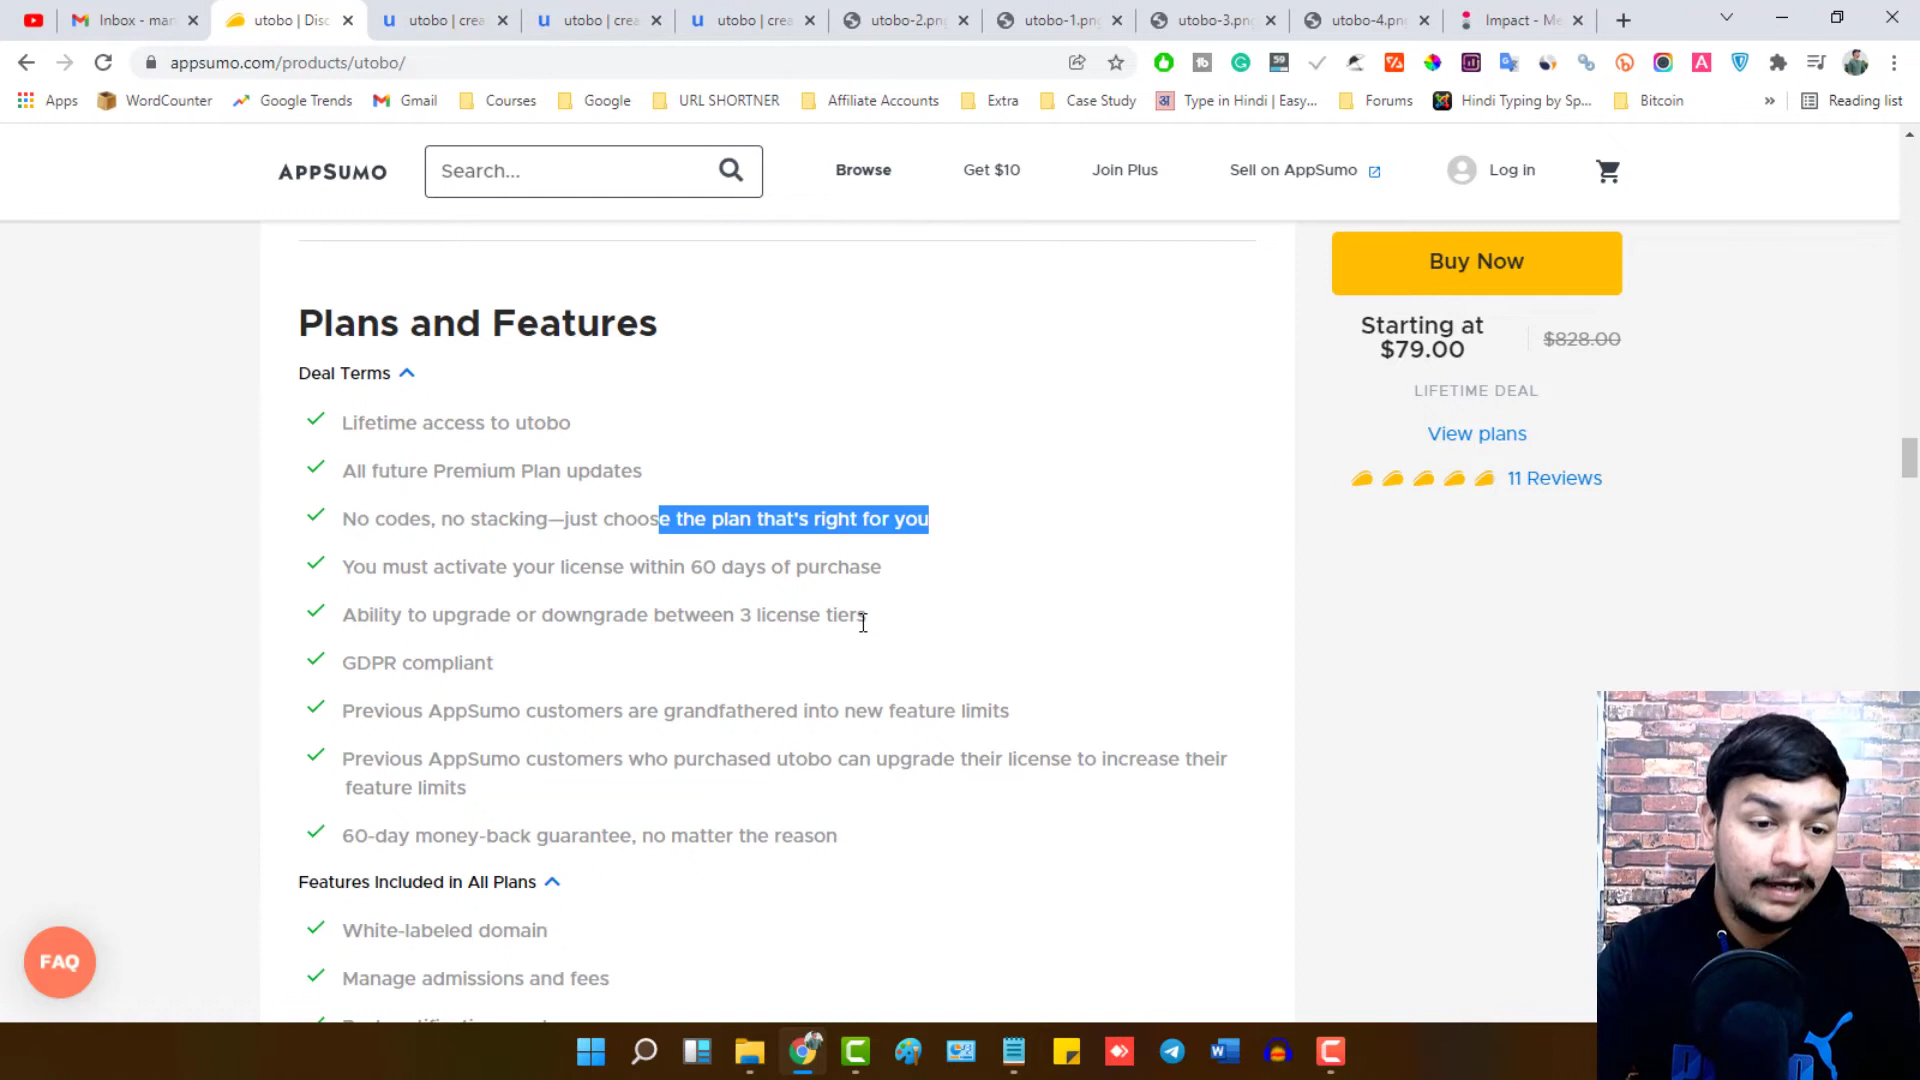 Inbox - mar
utobo | Disc
utobo | crea
utobo | crea
utobo | crea
utobo-2.pn
utobo-1.pn
utobo-3.pn
utobo-4.pn
Impact - Me
appsumo.com/products/utobo/
59
Apps
WordCounter
Google Trends
Gmail
Courses
Google
URL SHORTNER
Affiliate Accounts
Extra
Case Study
Type in Hindi | Easy...
Forums
Hindi Typing by Sp...
Bitcoin
»
Reading list
APPSUMO
Search...
Browse
Get $10
Join Plus
Sell on AppSumo
Log in
Buy Now
Starting at
$79.00
$828.00
LIFETIME DEAL
View plans
11 Reviews
Plans and Features
Deal Terms
Lifetime access to utobo
All future Premium Plan updates
No codes, no stacking—just choose the plan that's right for you
You must activate your license within 60 days of purchase
Ability to upgrade or downgrade between 3 license tiers
GDPR compliant
Previous AppSumo customers are grandfathered into new feature limits
Previous AppSumo customers who purchased utobo can upgrade their license to increase their
feature limits
60-day money-back guarantee, no matter the reason
Features Included in All Plans
White-labeled domain
Manage admissions and fees
FAQ